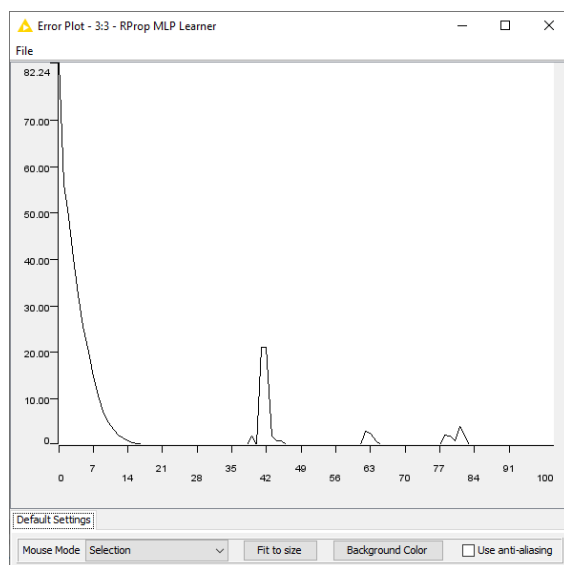 Error Plot - 3:3 - RProp MLP Learner
File
82.24
70.00
60.00
50.00
40.00
30.00
20.00
10.00
0
0 7 14 21 28 35 42 49 56 63 70 77 84 91 100
Default Settings
Mouse Mode Selection Fit to size Background Color Use anti-aliasing